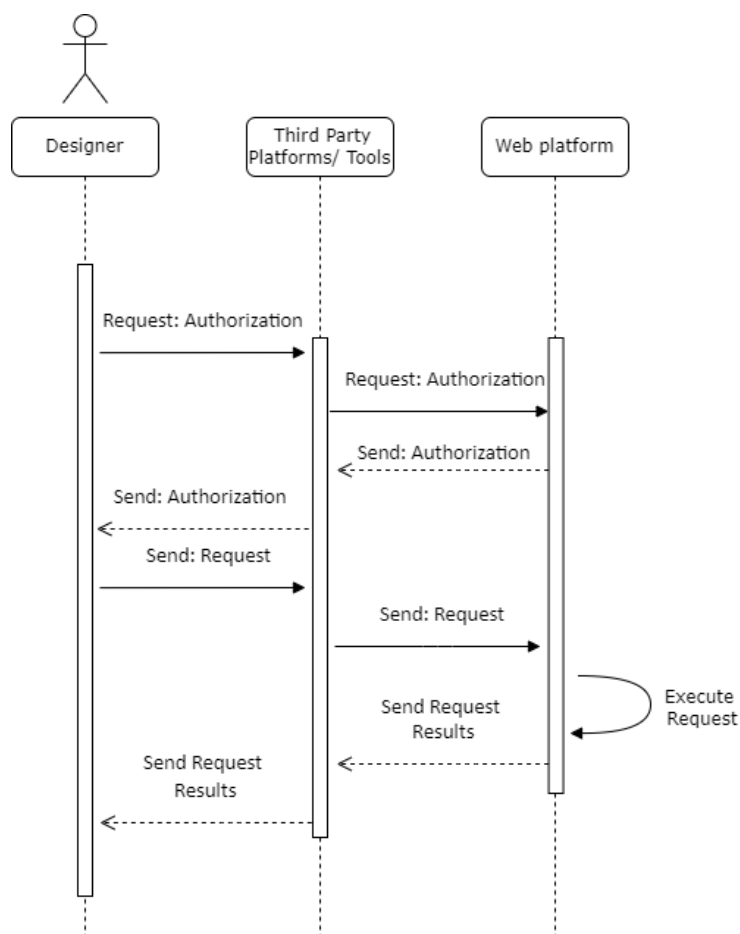 Designer
Third Party
Platforms/ Tools
Web platform
Request: Authorization
Request: Authorization
Send: Authorization
Send: Authorization
Send: Request
Send: Request
Execute
Request
Send Request
Results
Send Request
Results